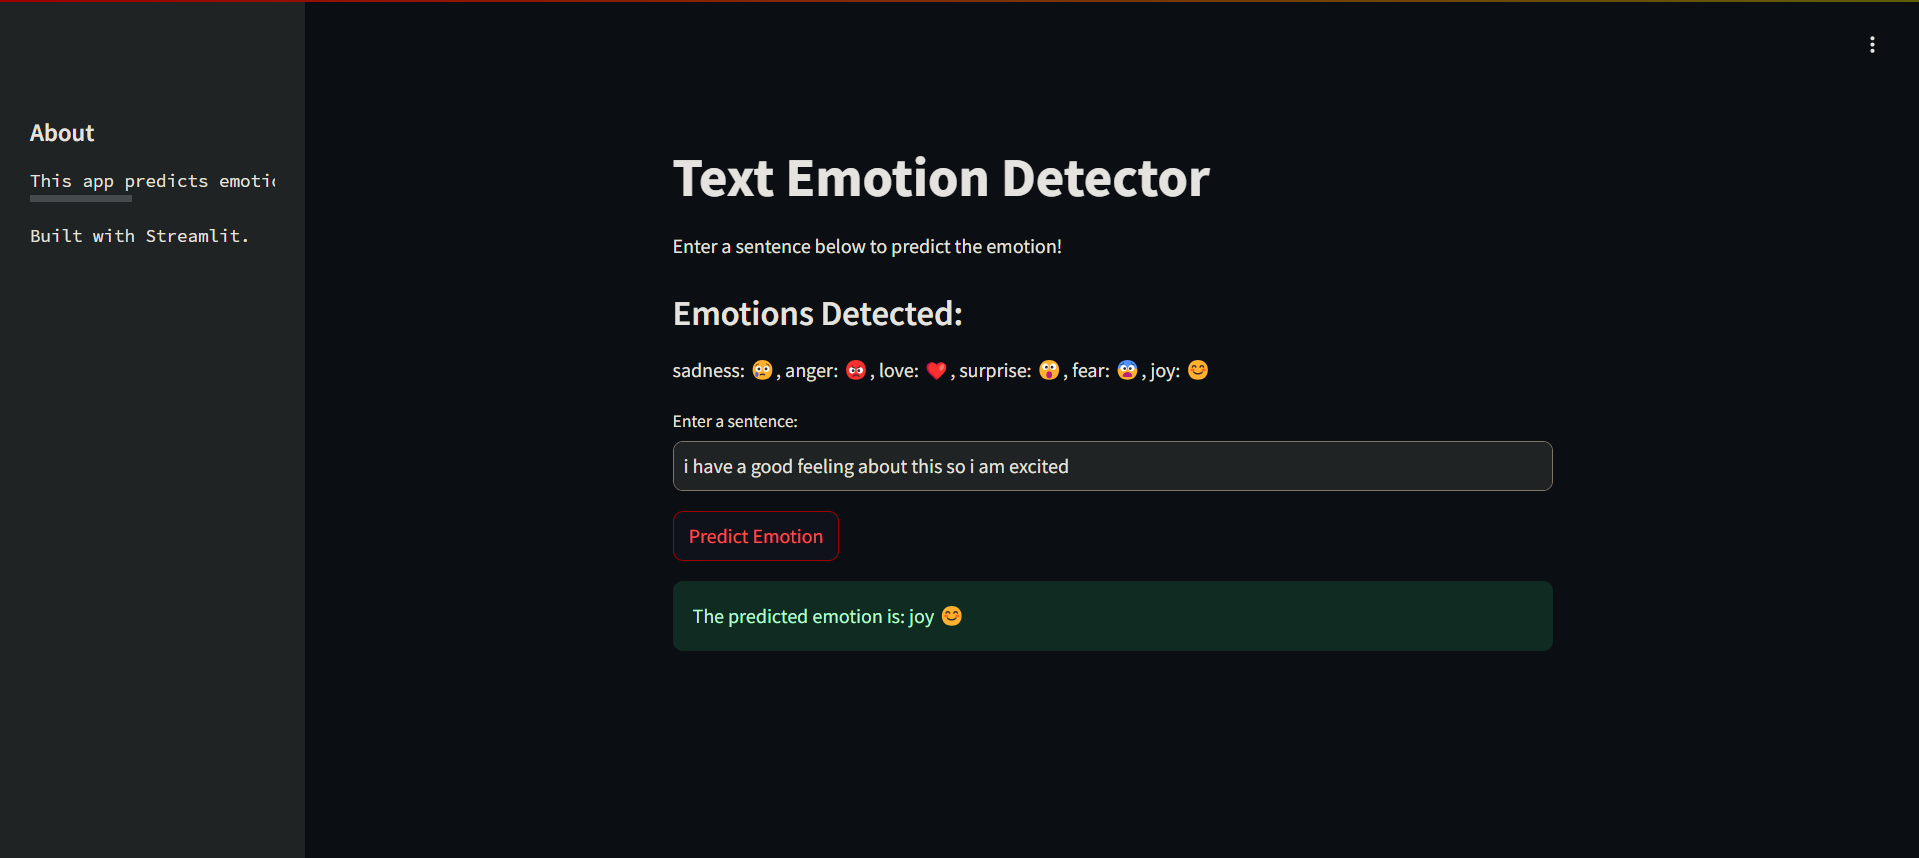 About
This app predicts
Built with Streamlit.
Text Emotion Detector
Enter a sentence below to predict the emotion!
Emotions Detected:
sadness: 😢, anger: 😡, love: ❤️, surprise: 😲, fear: 😨, joy: 😊
Enter a sentence:
i have a good feeling about this so i am excited
Predict Emotion
The predicted emotion is: joy 😊